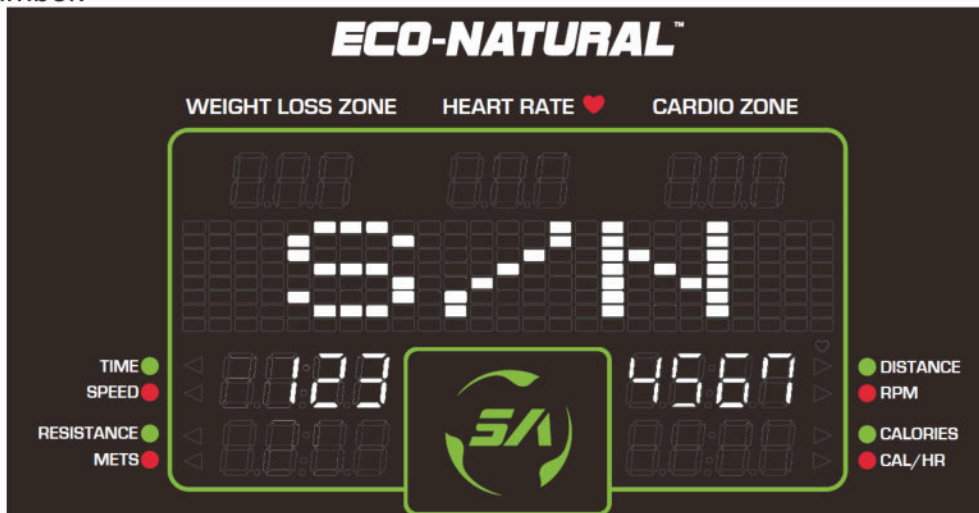 ECO-NATURAL™
WEIGHT LOSS ZONE HEART RATE CARDIO ZONE
S/N
TIME 123 4567 DISTANCE
SPEED RPM
RESISTANCE CALORIES
METS CAL/HR
SA